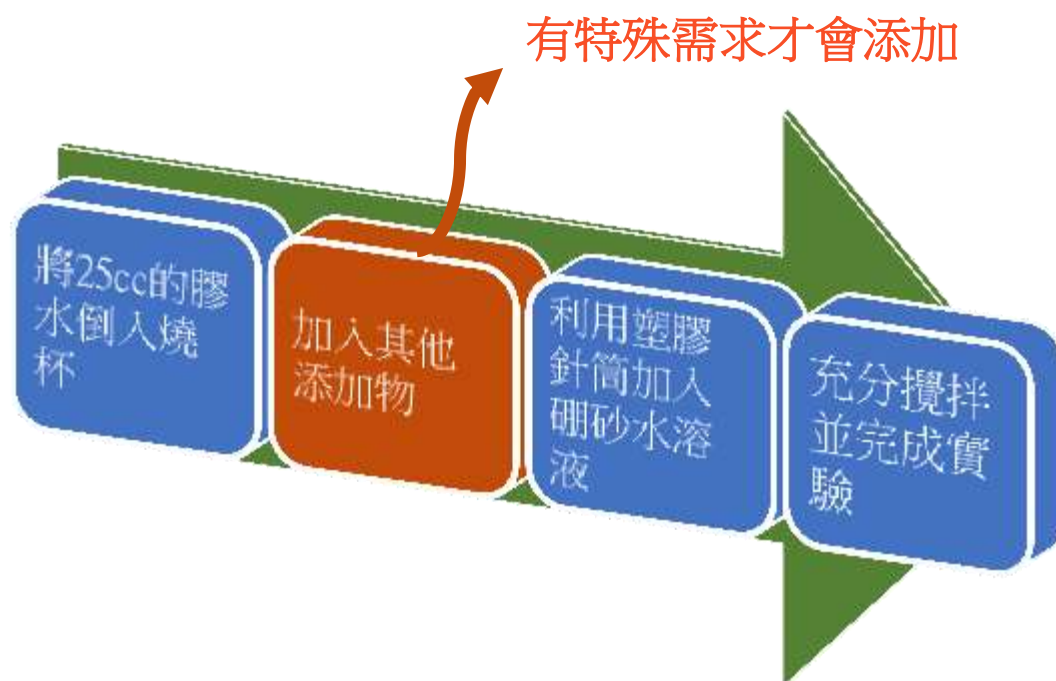 有特殊需求才會添加
將25cc的膠
水倒入燒
杯
加入其他
添加物
利用塑膠
針筒加入
硼砂水溶
液
充分攪拌
並完成實
驗